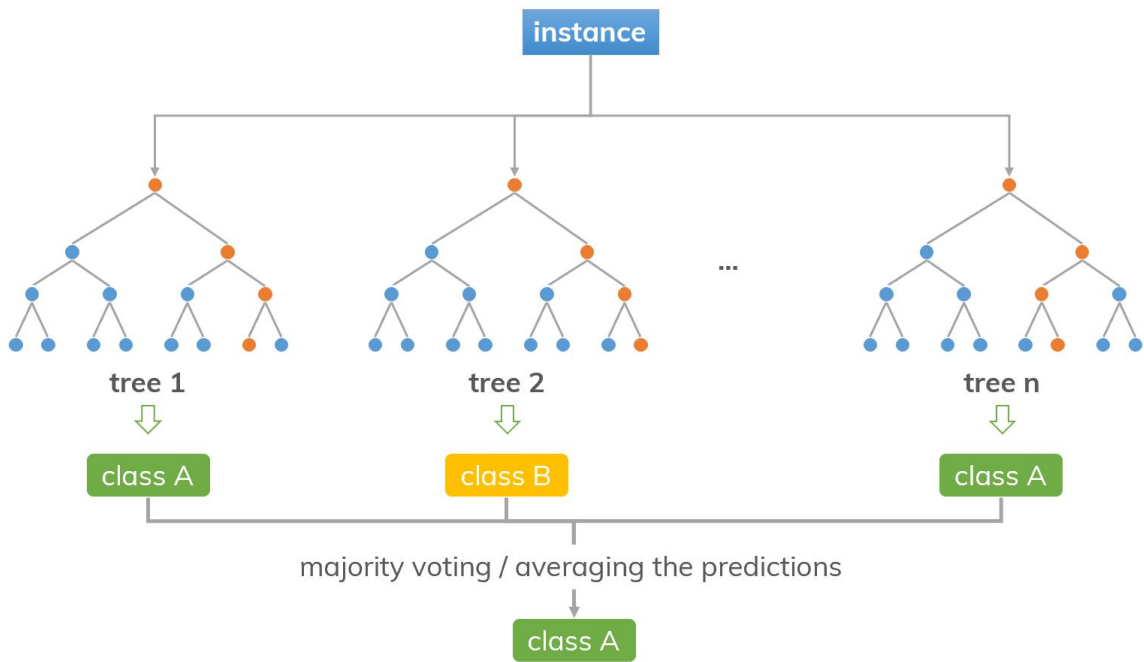 instance
...
tree 1
tree 2
tree n
class A
class B
class A
majority voting / averaging the predictions
class A